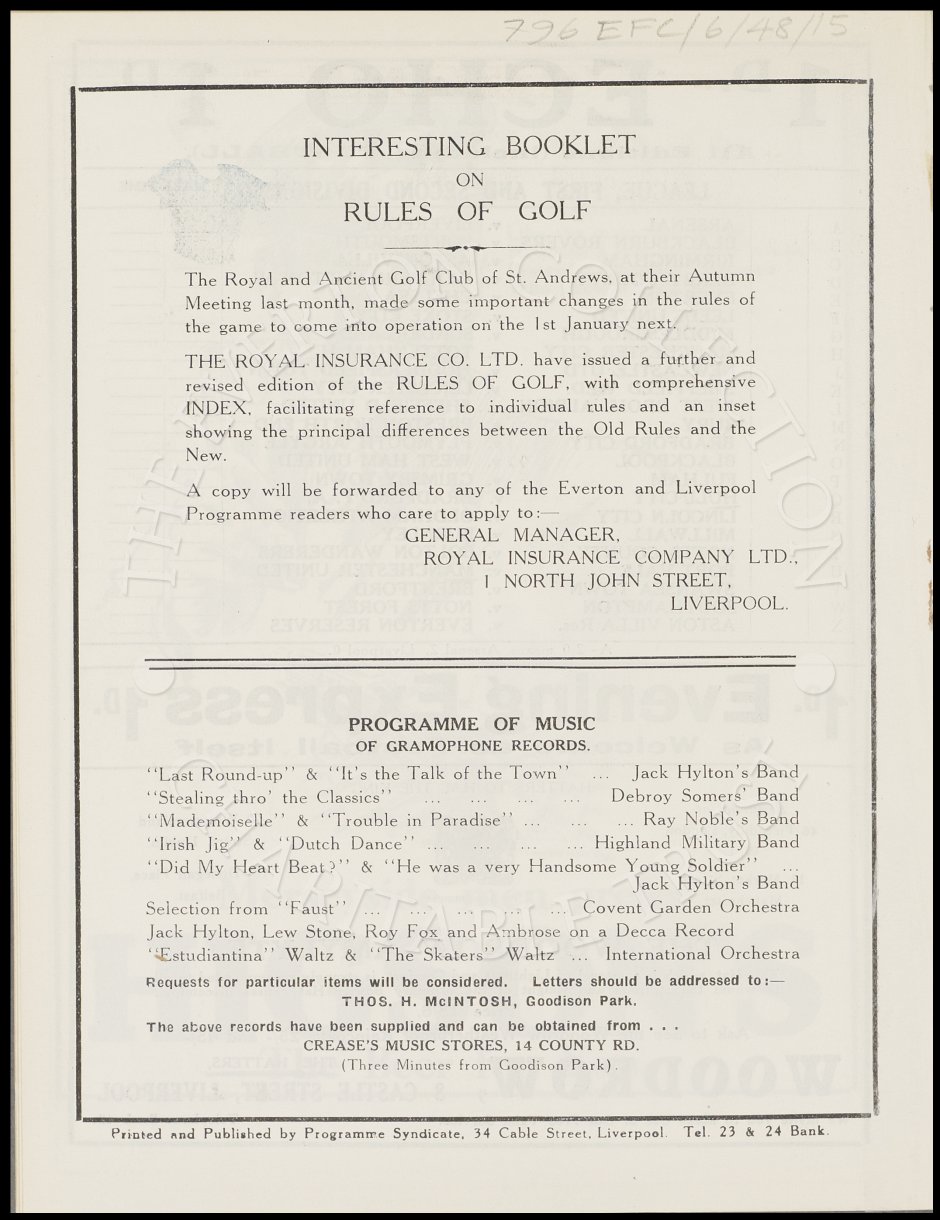 796 EFC/6/48/15
INTERESTING BOOKLET
ON
RULES OF GOLF
The Royal and Ancient Golf Club of St. Andrews, at their Autumn
Meeting last month, made some important changes in the rules of
the game to come into operation on the 1st January next.
THE ROYAL INSURANCE CO. LTD. have issued a further and
revised edition of the RULES OF GOLF, with comprehensive
INDEX, facilitating reference to individual rules and an inset
showing the principal differences between the Old Rules and the
New.
A copy will be forwarded to any of the Everton and Liverpool
Programme readers who care to apply to:—
GENERAL MANAGER,
ROYAL INSURANCE COMPANY LTD.,
1 NORTH JOHN STREET,
LIVERPOOL.
PROGRAMME OF MUSIC
OF GRAMOPHONE RECORDS.
"Last Round-up" & "It's the Talk of the Town" ... Jack Hylton's Band
"Stealing thro' the Classics" ... ... ... ... Debroy Somers' Band
"Mademoiselle" & "Trouble in Paradise" ... ... ... Ray Noble's Band
"Irish Jig" & "Dutch Dance" ... ... ... ... Highland Military Band
"Did My Heart Beat?" & "He was a very Handsome Young Soldier" ...
Jack Hylton's Band
Selection from "Faust" ... ... ... ... ... Covent Garden Orchestra
Jack Hylton, Lew Stone, Roy Fox and Ambrose on a Decca Record
"Estudiantina" Waltz & "The Skaters" Waltz ... International Orchestra
Requests for particular items will be considered. Letters should be addressed to:—
THOS. H. McINTOSH, Goodison Park.
The above records have been supplied and can be obtained from . . .
CREASE'S MUSIC STORES, 14 COUNTY RD.
(Three Minutes from Goodison Park).
Printed and Published by Programme Syndicate, 34 Cable Street, Liverpool. Tel. 23 & 24 Bank.
THE EVERTON COLLECTION
CHARITABLE TRUST